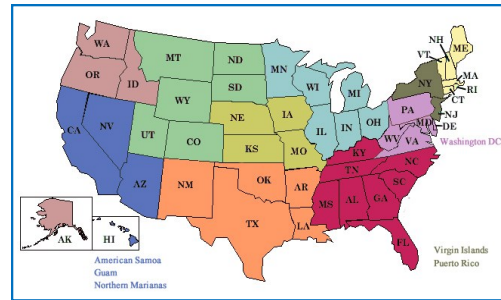 WA
OR
ID
MT
ND
SD
WY
UT
CO
NE
KS
IA
MO
MN
WI
MI
IL
IN
OH
CA
NV
AZ
NM
OK
TX
AR
LA
KY
TN
NC
SC
MS
AL
GA
FL
NH
VT
ME
MA
RI
CT
NY
NJ
PA
MD
DE
WV
VA
Washington DC
AK
HI
American Samoa
Guam
Northern Marianas
Virgin Islands
Puerto Rico